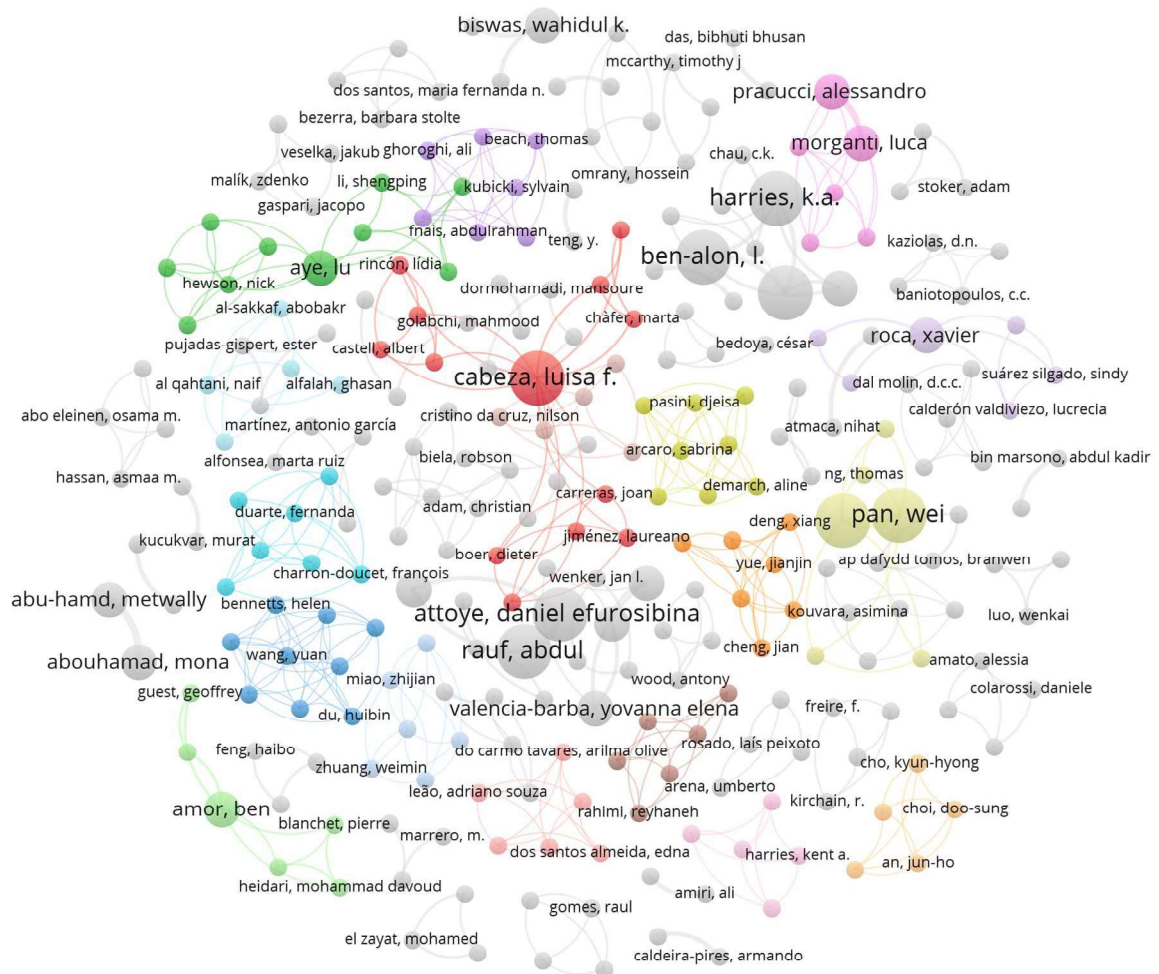 biswas, wahidul k.
das, bibhuti bhusan
mccarthy, timothy j
dos santos, maria fernanda n.
pracucci, alessandro
bezerra, barbara stolte
beach, thomas
ghoroghi, ali
morganti, luca
veselka, jakub
chau, c.k.
omrany, hossein
malík, zdenko
li, shengping
kubicki, sylvain
stoker, adam
harries, k.a.
gaspari, jacopo
fnais, abdulrahman
teng, y.
kaziolas, d.n.
ben-alon, l.
aye, lu
rincón, lídia
hewson, nick
dormohamadi, mansoure
baniotopoulos, c.c.
al-sakkaf, abobakr
golabchi, mahmood
chàfer, marta
roca, xavier
pujadas-gispert, ester
castell, albert
bedoya, césar
cabeza, luisa f.
al qahtani, naif
alfalah, ghasan
dal molin, d.c.c.
suárez silgado, sindy
pasini, djeisa
abo eleinen, osama m.
cristino da cruz, nilson
calderón valdiviezo, lucrecia
martínez, antonio garcía
atmaca, nihat
biela, robson
arcaro, sabrina
bin marsono, abdul kadir
alfonsea, marta ruiz
ng, thomas
hassan, asmaa m.
demarch, aline
carreras, joan
adam, christian
duarte, fernanda
pan, wei
deng, xiang
kucukvar, murat
jiménez, laureano
boer, dieter
yue, jianjin
ap dafydd tomos, branwen
charron-doucet, françois
wenker, jan l.
abu-hamd, metwally
bennetts, helen
attoye, daniel efurosibina
kouvara, asimina
luo, wenkai
cheng, jian
wang, yuan
rauf, abdul
abouhamad, mona
miao, zhijian
amato, alessia
wood, antony
guest, geoffrey
colarossi, daniele
valencia-barba, yovanna elena
du, huibin
freire, f.
feng, haibo
do carmo tavares, arilma olive
rosado, laís peixoto
cho, kyun-hyong
zhuang, weimin
arena, umberto
leão, adriano souza
kirchain, r.
choi, doo-sung
amor, ben
rahimi, reyhaneh
blanchet, pierre
marrero, m.
dos santos almeida, edna
harries, kent a.
an, jun-ho
heidari, mohammad davoud
amiri, ali
gomes, raul
el zayat, mohamed
caldeira-pires, armando